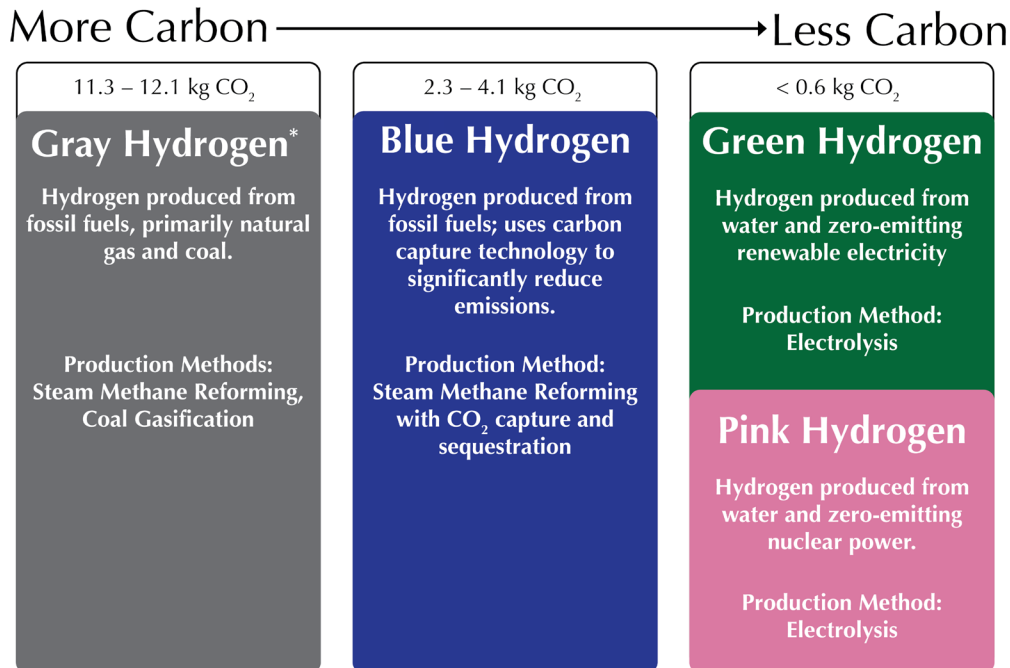 More Carbon
Less Carbon
11.3 – 12.1 kg CO₂
Gray Hydrogen*
Hydrogen produced from
fossil fuels, primarily natural
gas and coal.
Production Methods:
Steam Methane Reforming,
Coal Gasification
2.3 – 4.1 kg CO₂
Blue Hydrogen
Hydrogen produced from
fossil fuels; uses carbon
capture technology to
significantly reduce
emissions.
Production Method:
Steam Methane Reforming
with CO₂ capture and
sequestration
< 0.6 kg CO₂
Green Hydrogen
Hydrogen produced from
water and zero-emitting
renewable electricity
Production Method:
Electrolysis
Pink Hydrogen
Hydrogen produced from
water and zero-emitting
nuclear power.
Production Method:
Electrolysis